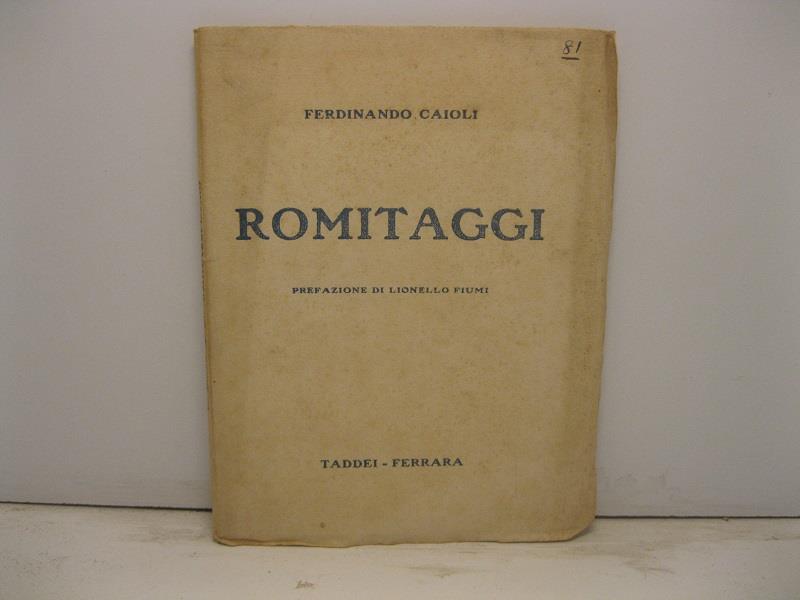 81
FERDINANDO CAIOLI
ROMITAGGI
PREFAZIONE DI LIONELLO FIUMI
TADDEI - FERRARA